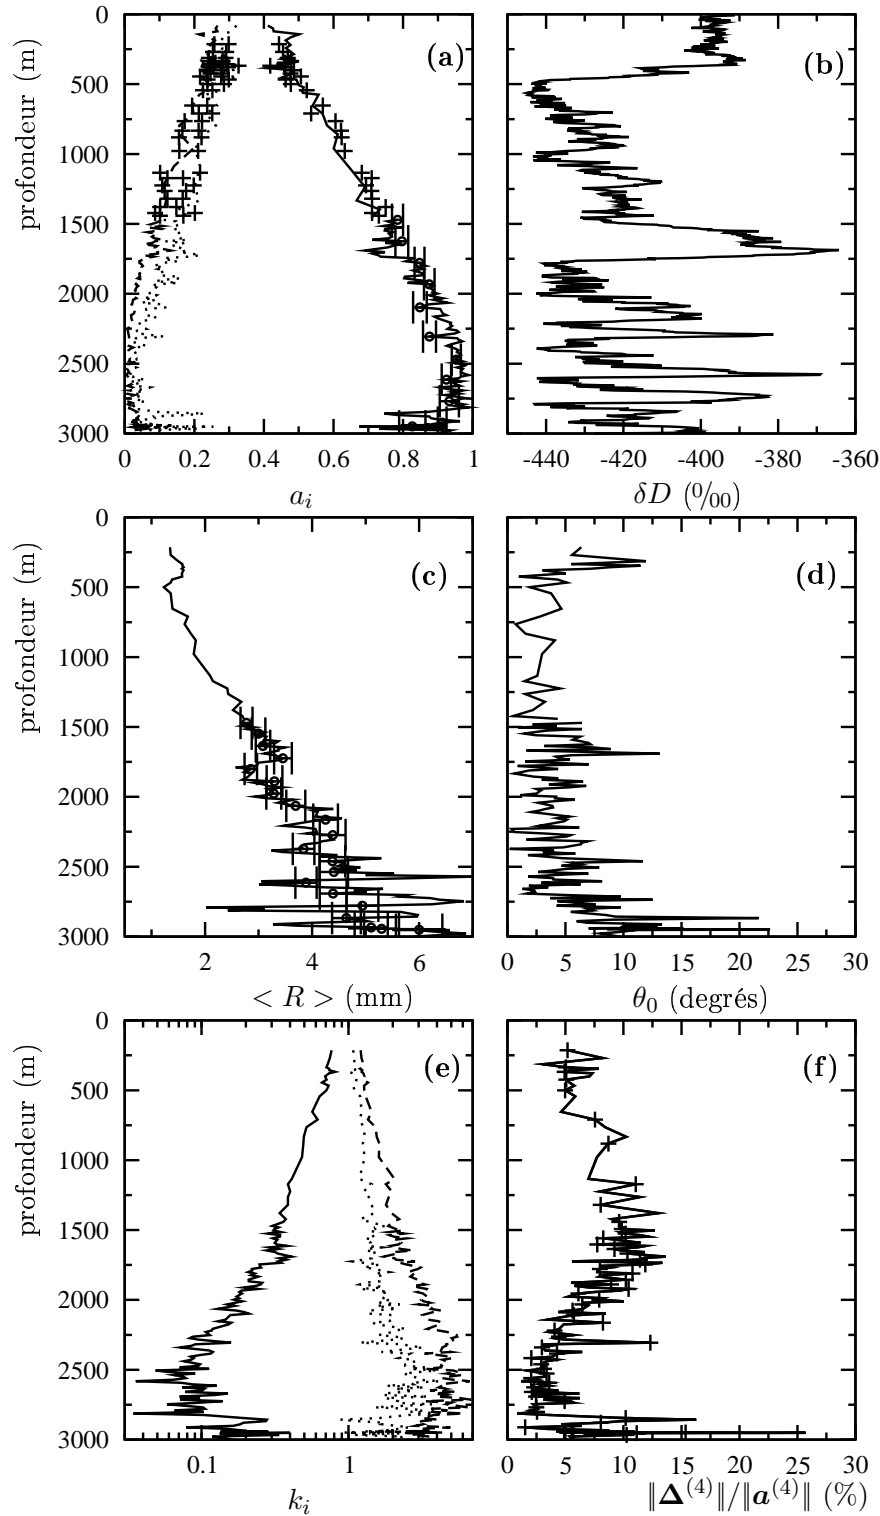 0
500
1000
1500
2000
2500
3000
profondeur (m)
(a)
0 0.2 0.4 0.6 0.8 1
a_i
(b)
-440 -420 -400 -380 -360
δD (‰)
0
500
1000
1500
2000
2500
3000
profondeur (m)
(c)
2 4 6
< R > (mm)
(d)
0 5 10 15 20 25 30
θ_0 (degrés)
0
500
1000
1500
2000
2500
3000
profondeur (m)
(e)
0.1 1
k_i
(f)
0 5 10 15 20 25 30
‖Δ^(4)‖/‖a^(4)‖ (%)